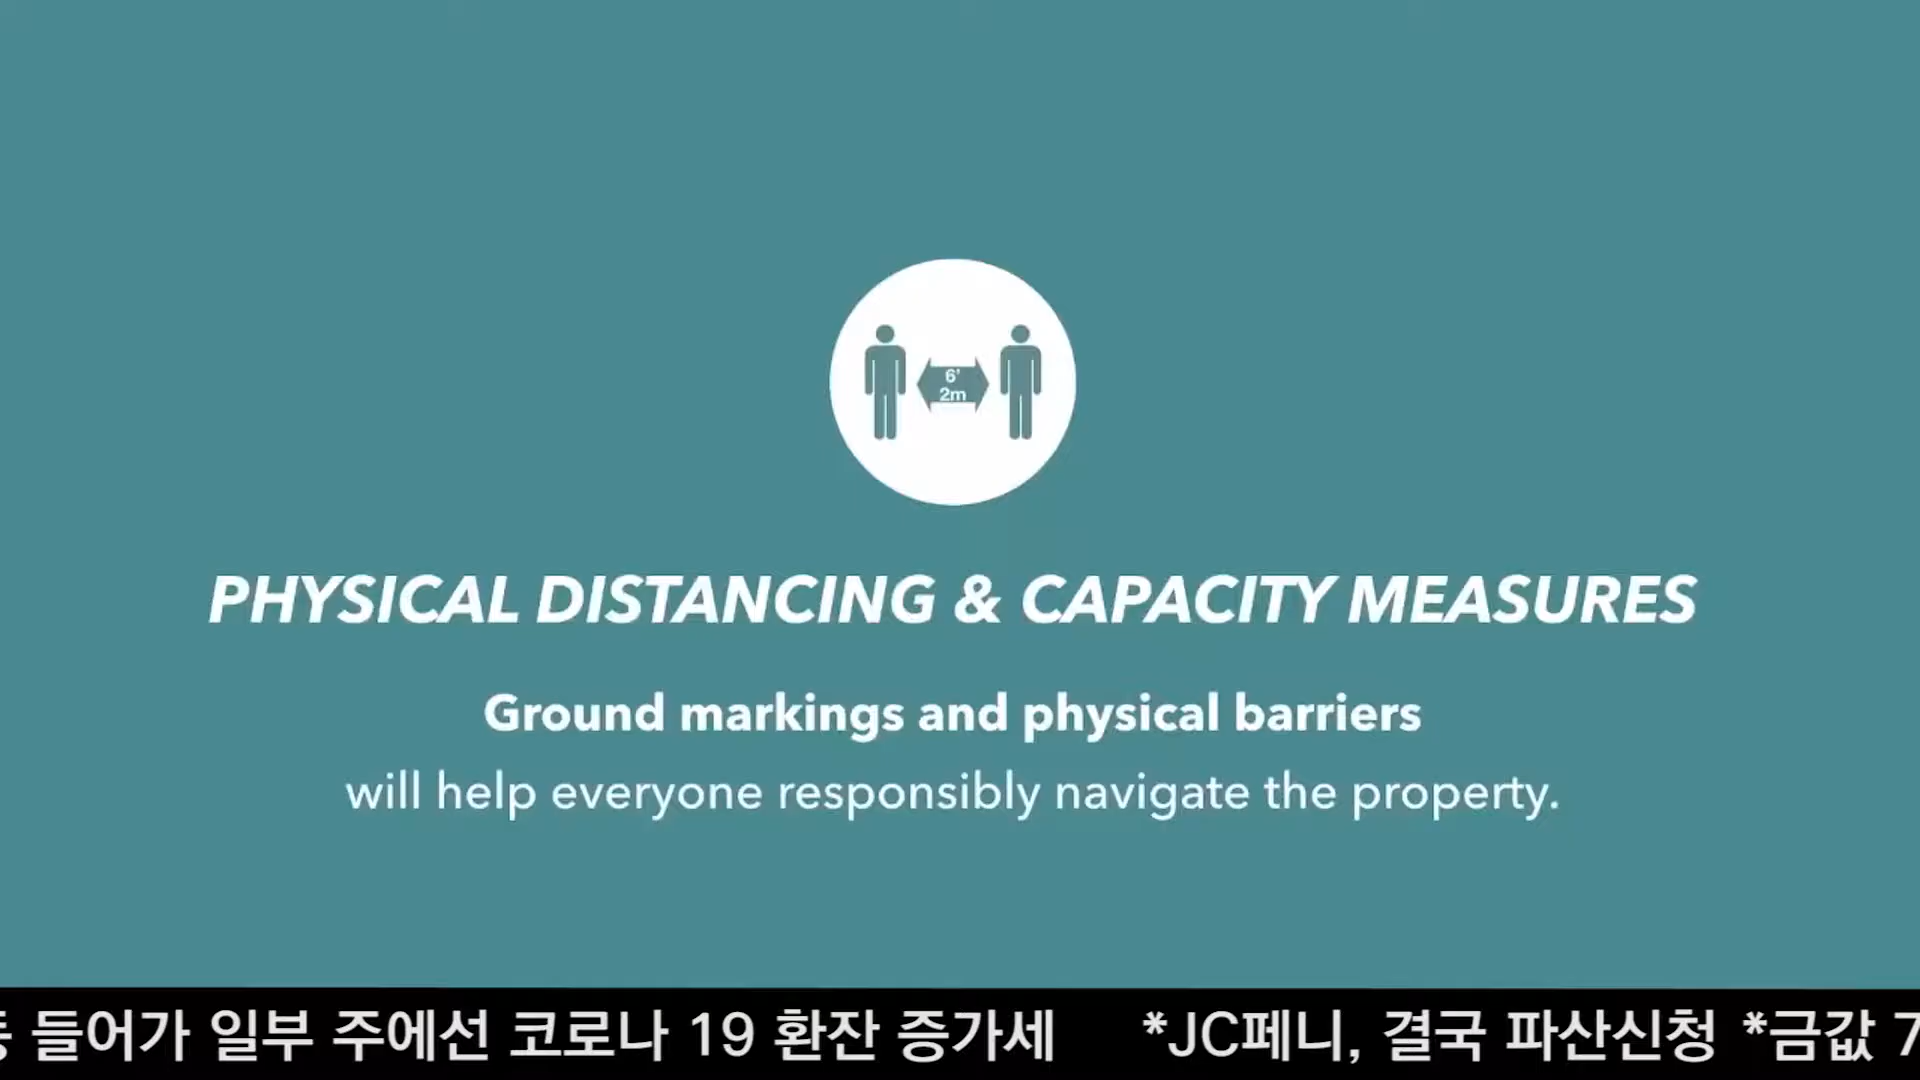 6'
2m
PHYSICAL DISTANCING & CAPACITY MEASURES
Ground markings and physical barriers
will help everyone responsibly navigate the property.
들어가 일부 주에선 코로나 19 환잔 증가세 *JC페니, 결국 파산신청 *금값 7